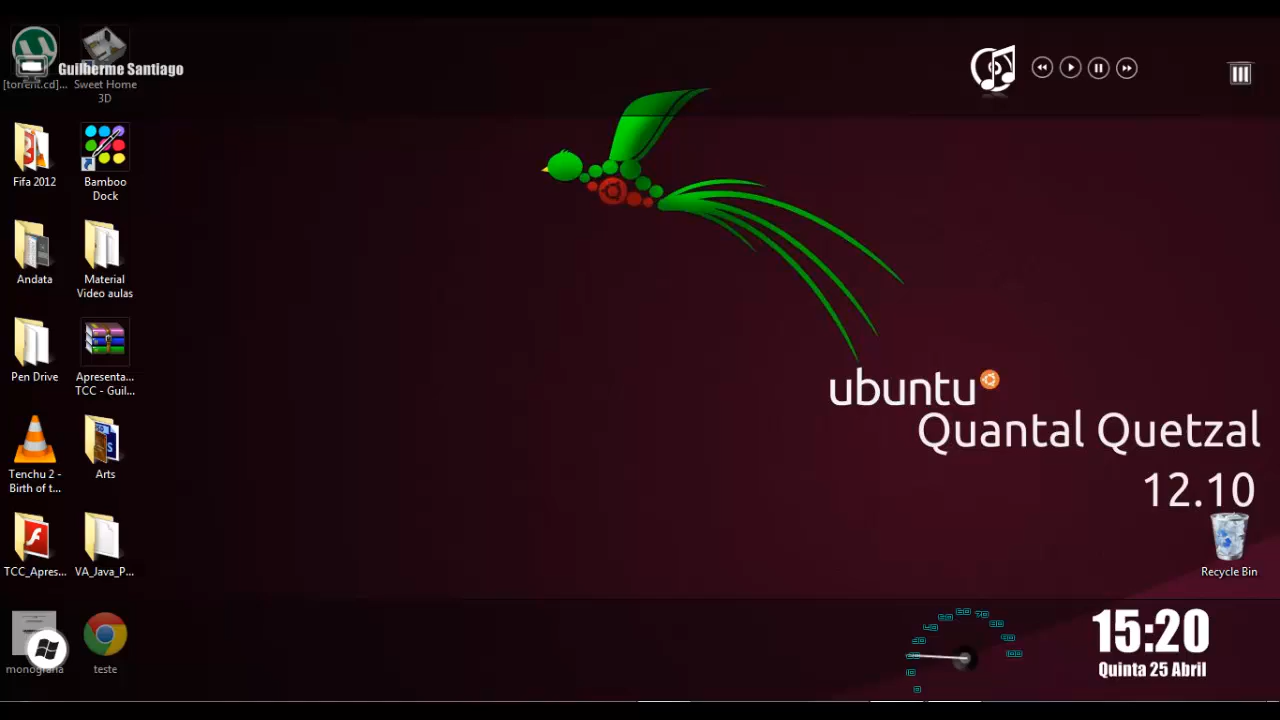 [torrent.cd]...
Guilherme Santiago
Sweet Home
3D
Fifa 2012
Bamboo
Dock
Andata
Material
Video aulas
Pen Drive
Apresenta...
TCC - Guil...
Tenchu 2 -
Birth of t...
Arts
TCC_Apres...
VA_Java_P...
monografia
teste
ubuntu
Quantal Quetzal
12.10
Recycle Bin
15:20
Quinta 25 Abril